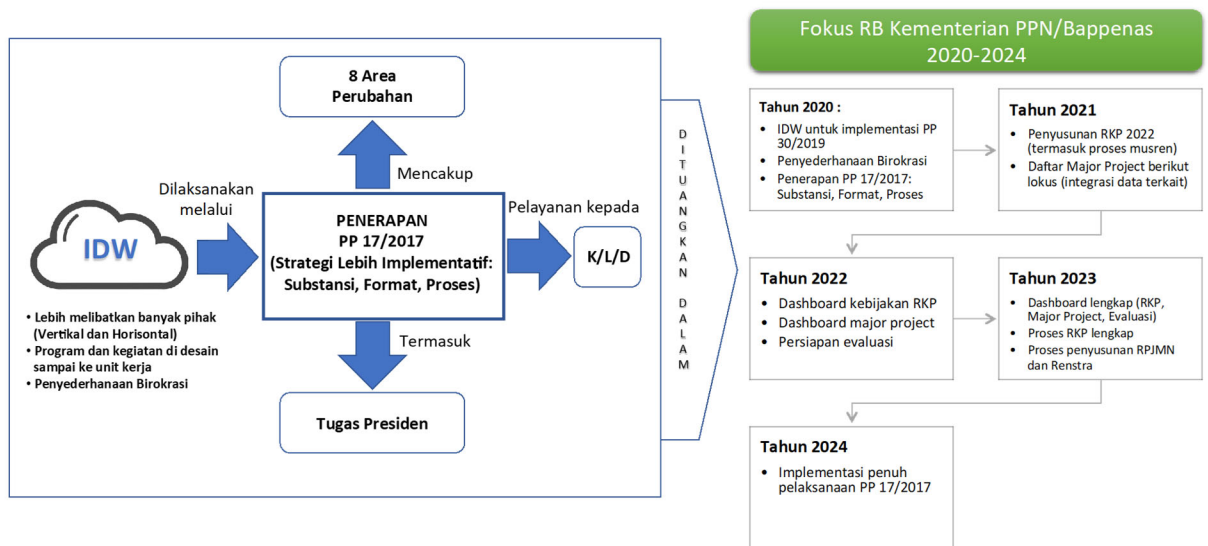 8 Area
Perubahan
Mencakup
Dilaksanakan
melalui
IDW
PENERAPAN
PP 17/2017
(Strategi Lebih Implementatif:
Substansi, Format, Proses)
Pelayanan kepada
K/L/D
• Lebih melibatkan banyak pihak
(Vertikal dan Horisontal)
• Program dan kegiatan di desain
sampai ke unit kerja
• Penyederhanaan Birokrasi
Termasuk
Tugas Presiden
DITUANGKAN DALAM
Fokus RB Kementerian PPN/Bappenas
2020-2024
Tahun 2020 :
• IDW untuk implementasi PP
30/2019
• Penyederhanaan Birokrasi
• Penerapan PP 17/2017:
Substansi, Format, Proses
Tahun 2021
• Penyusunan RKP 2022
(termasuk proses musren)
• Daftar Major Project berikut
lokus (integrasi data terkait)
Tahun 2022
• Dashboard kebijakan RKP
• Dashboard major project
• Persiapan evaluasi
Tahun 2023
• Dashboard lengkap (RKP,
Major Project, Evaluasi)
• Proses RKP lengkap
• Proses penyusunan RPJMN
dan Renstra
Tahun 2024
• Implementasi penuh
pelaksanaan PP 17/2017